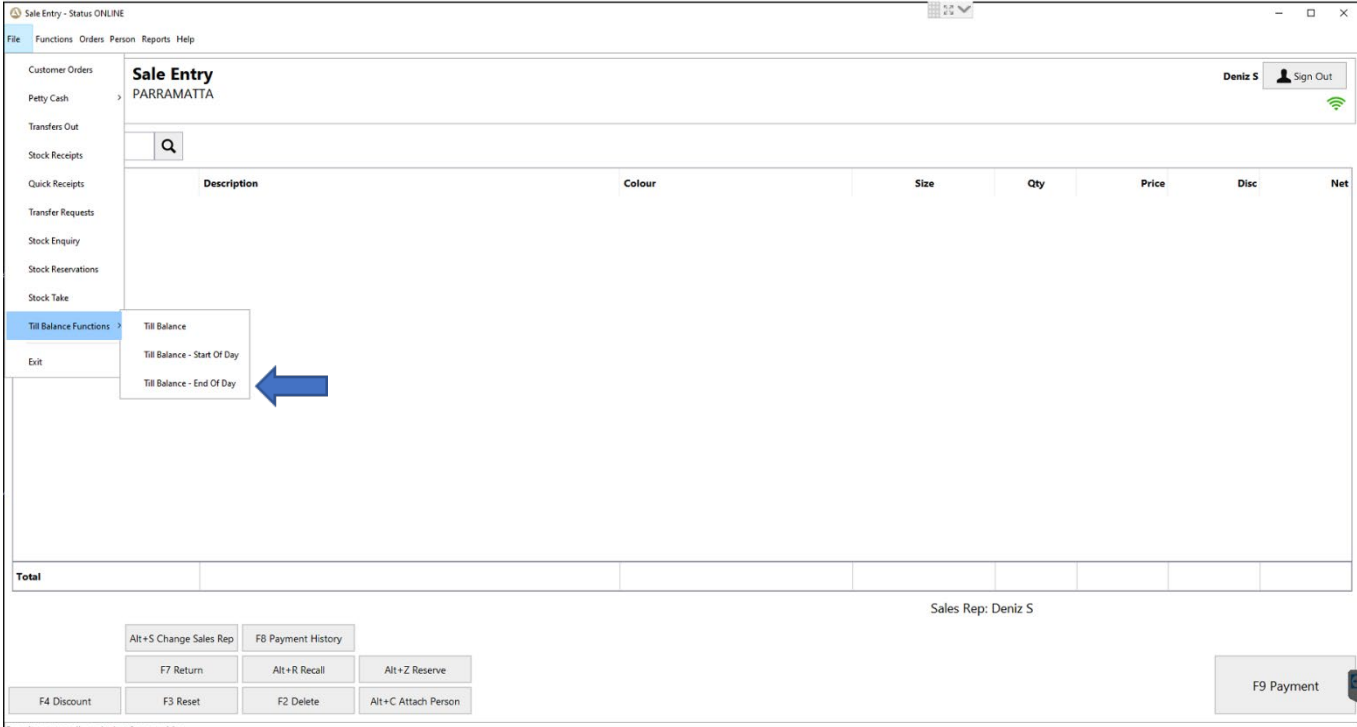 Sale Entry - Status ONLINE
File Functions Orders Person Reports Help
Customer Orders
Petty Cash
Transfers Out
Stock Receipts
Quick Receipts
Transfer Requests
Stock Enquiry
Stock Reservations
Stock Take
Till Balance Functions
Exit
Till Balance
Till Balance - Start Of Day
Till Balance - End Of Day
Sale Entry
PARRAMATTA
Deniz S Sign Out
Description Colour Size Qty Price Disc Net
Total
Sales Rep: Deniz S
Alt+S Change Sales Rep F8 Payment History
F7 Return Alt+R Recall Alt+Z Reserve
F4 Discount F3 Reset F2 Delete Alt+C Attach Person
F9 Payment